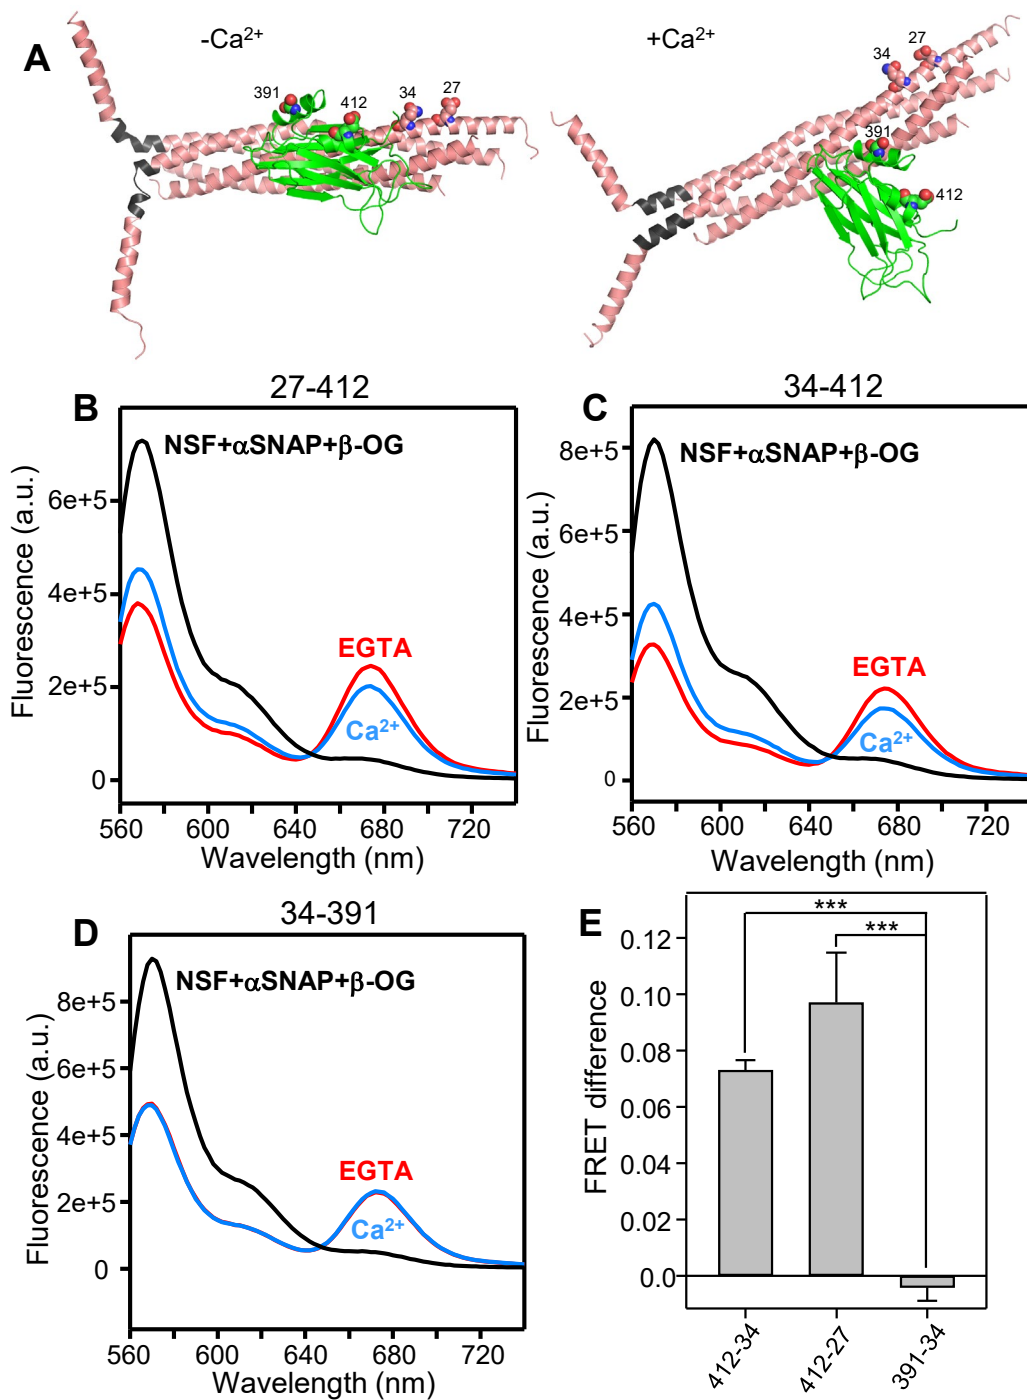 A
-Ca²⁺
391
412
34
27
+Ca²⁺
34
27
391
412
B
27-412
NSF+αSNAP+β-OG
EGTA
Ca²⁺
Fluorescence (a.u.)
6e+5
4e+5
2e+5
0
560 600 640 680 720
Wavelength (nm)
C
34-412
NSF+αSNAP+β-OG
EGTA
Ca²⁺
Fluorescence (a.u.)
8e+5
6e+5
4e+5
2e+5
0
560 600 640 680 720
Wavelength (nm)
D
34-391
NSF+αSNAP+β-OG
EGTA
Ca²⁺
Fluorescence (a.u.)
8e+5
6e+5
4e+5
2e+5
0
560 600 640 680 720
Wavelength (nm)
E
***
***
FRET difference
0.12
0.10
0.08
0.06
0.04
0.02
0.0
412-34
412-27
391-34